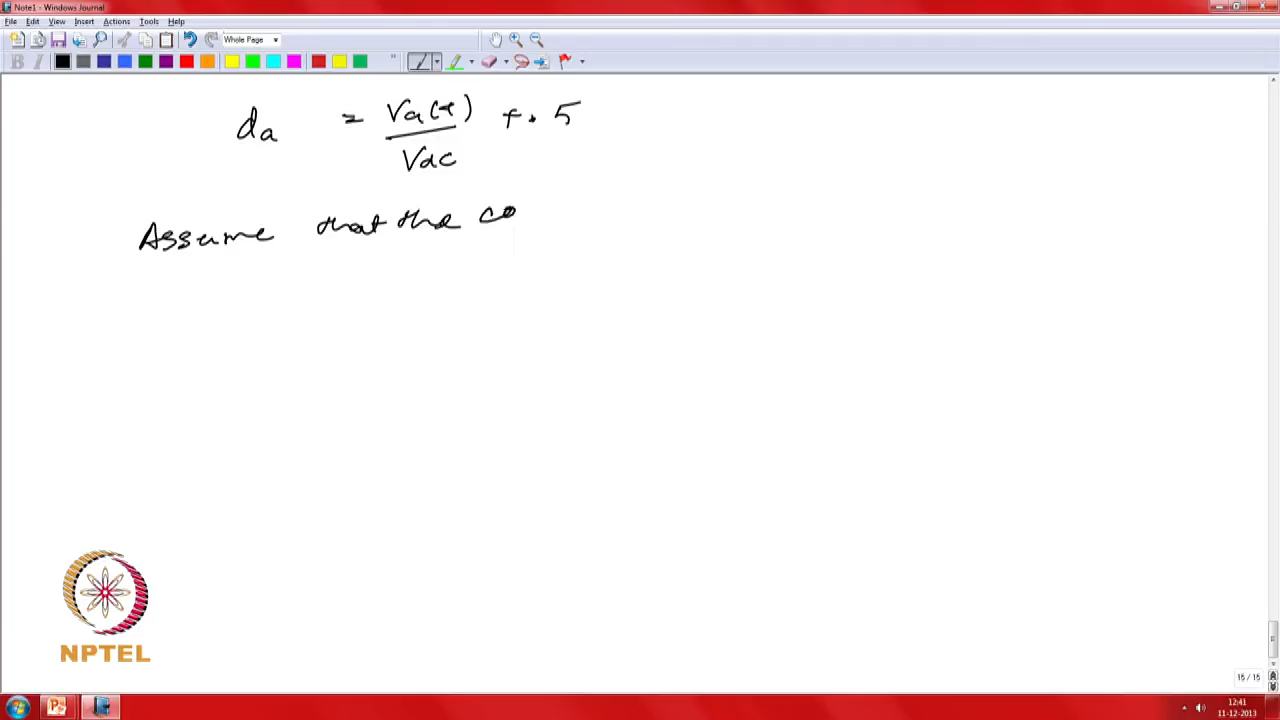 Note1 - Windows Journal
File Edit View Insert Actions Tools Help
Whole Page
da = Va(t) / Vdc + .5
Assume that the co
NPTEL
15 / 15
12:41
11-12-2013